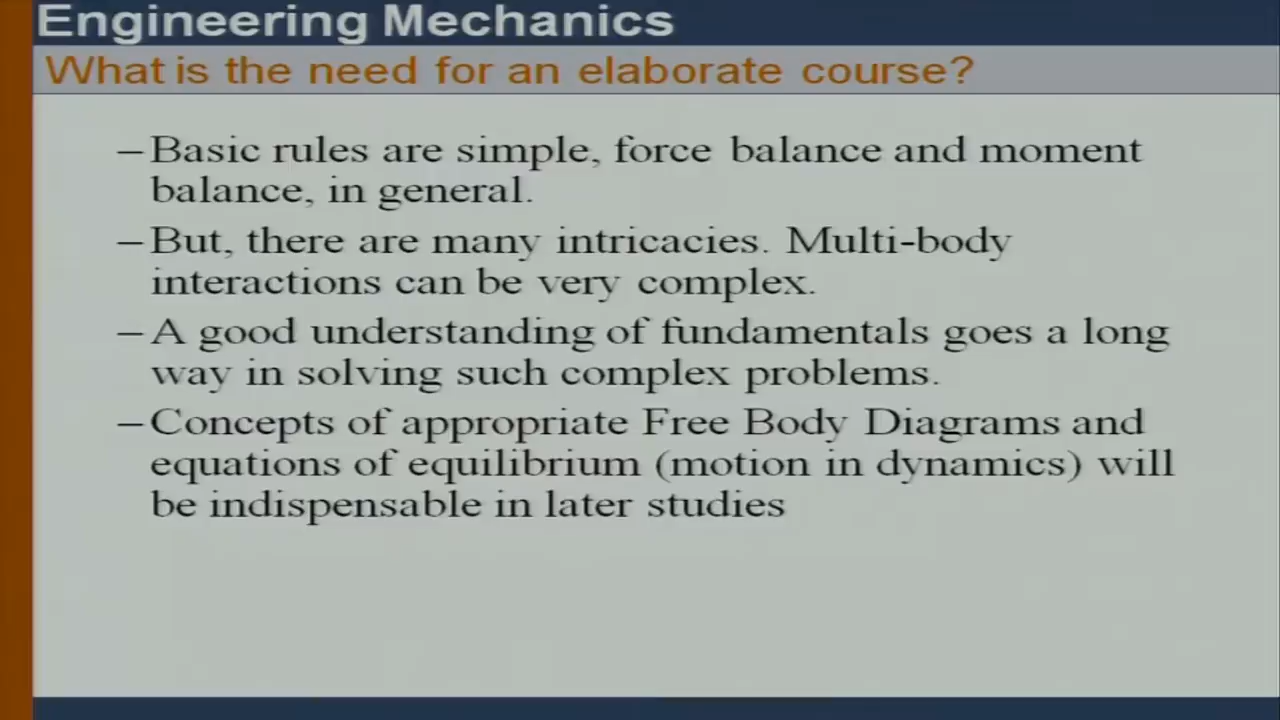 Engineering Mechanics
What is the need for an elaborate course?
– Basic rules are simple, force balance and moment
balance, in general.
– But, there are many intricacies. Multi-body
interactions can be very complex.
– A good understanding of fundamentals goes a long
way in solving such complex problems.
– Concepts of appropriate Free Body Diagrams and
equations of equilibrium (motion in dynamics) will
be indispensable in later studies